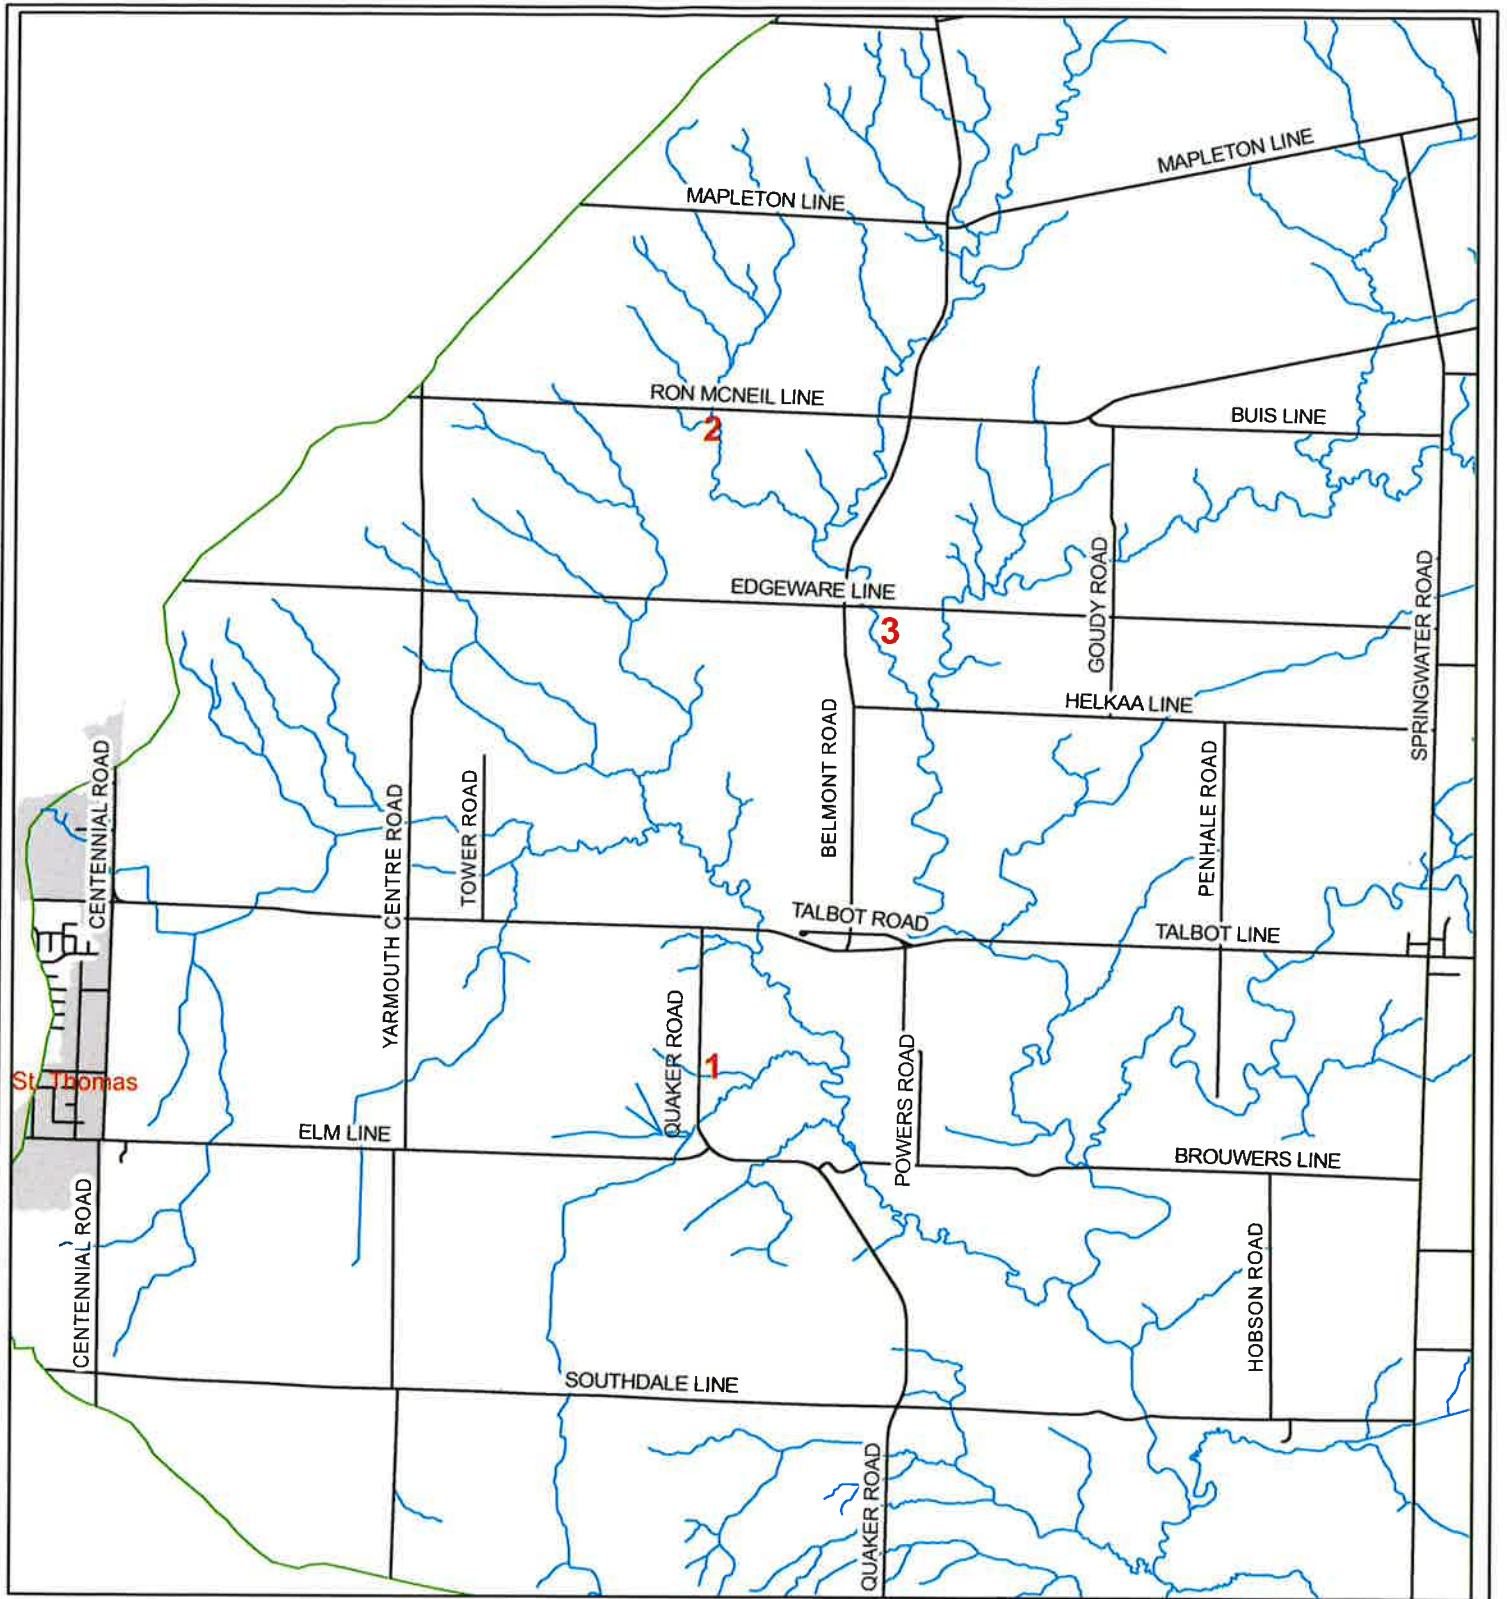 MAPLETON LINE
MAPLETON LINE
RON MCNEIL LINE
BUIS LINE
2
EDGEWARE LINE
3
GOUDY ROAD
SPRINGWATER ROAD
HELKAA LINE
BELMONT ROAD
PENHALE ROAD
CENTENNIAL ROAD
TOWER ROAD
YARMOUTH CENTRE ROAD
TALBOT ROAD
TALBOT LINE
QUAKER ROAD
1
POWERS ROAD
St. Thomas
ELM LINE
BROUWERS LINE
CENTENNIAL ROAD
HOBSON ROAD
SOUTHDALE LINE
QUAKER ROAD